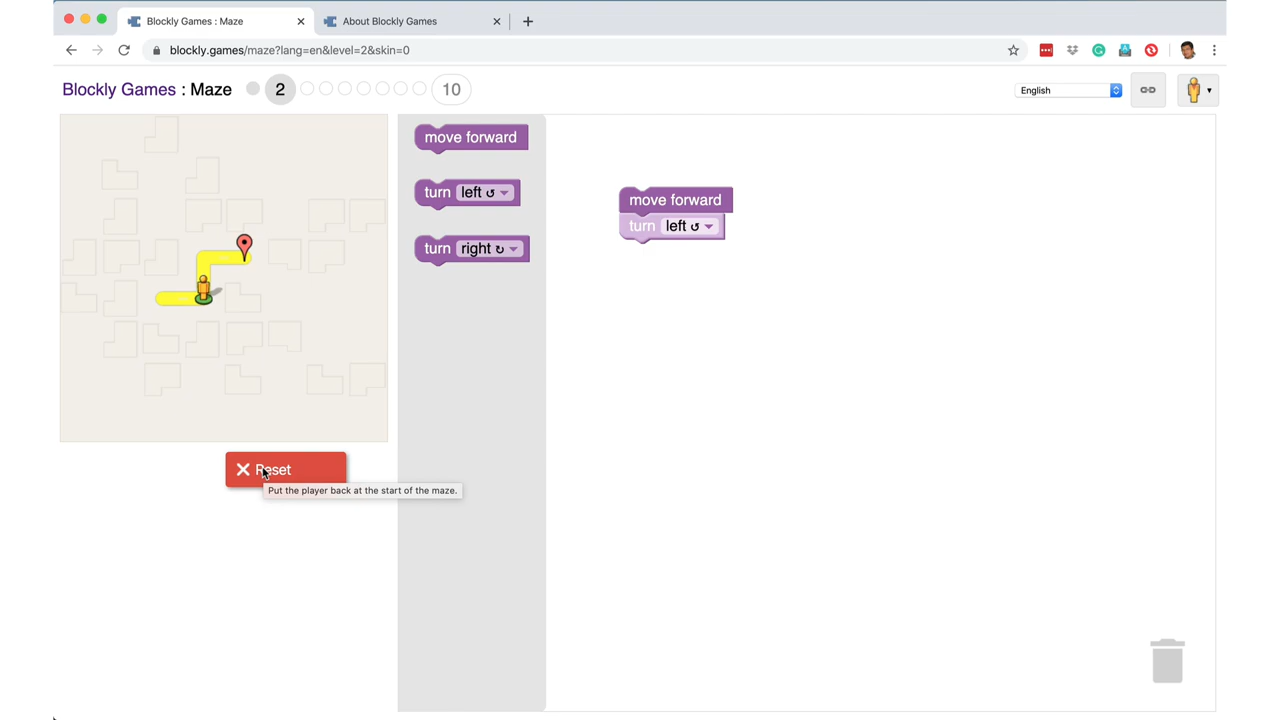 Blockly Games : Maze
About Blockly Games
blockly.games/maze?lang=en&level=2&skin=0
Blockly Games : Maze 2 10
English
move forward
turn left ↺
turn right ↻
move forward
turn left ↺
Reset
Put the player back at the start of the maze.